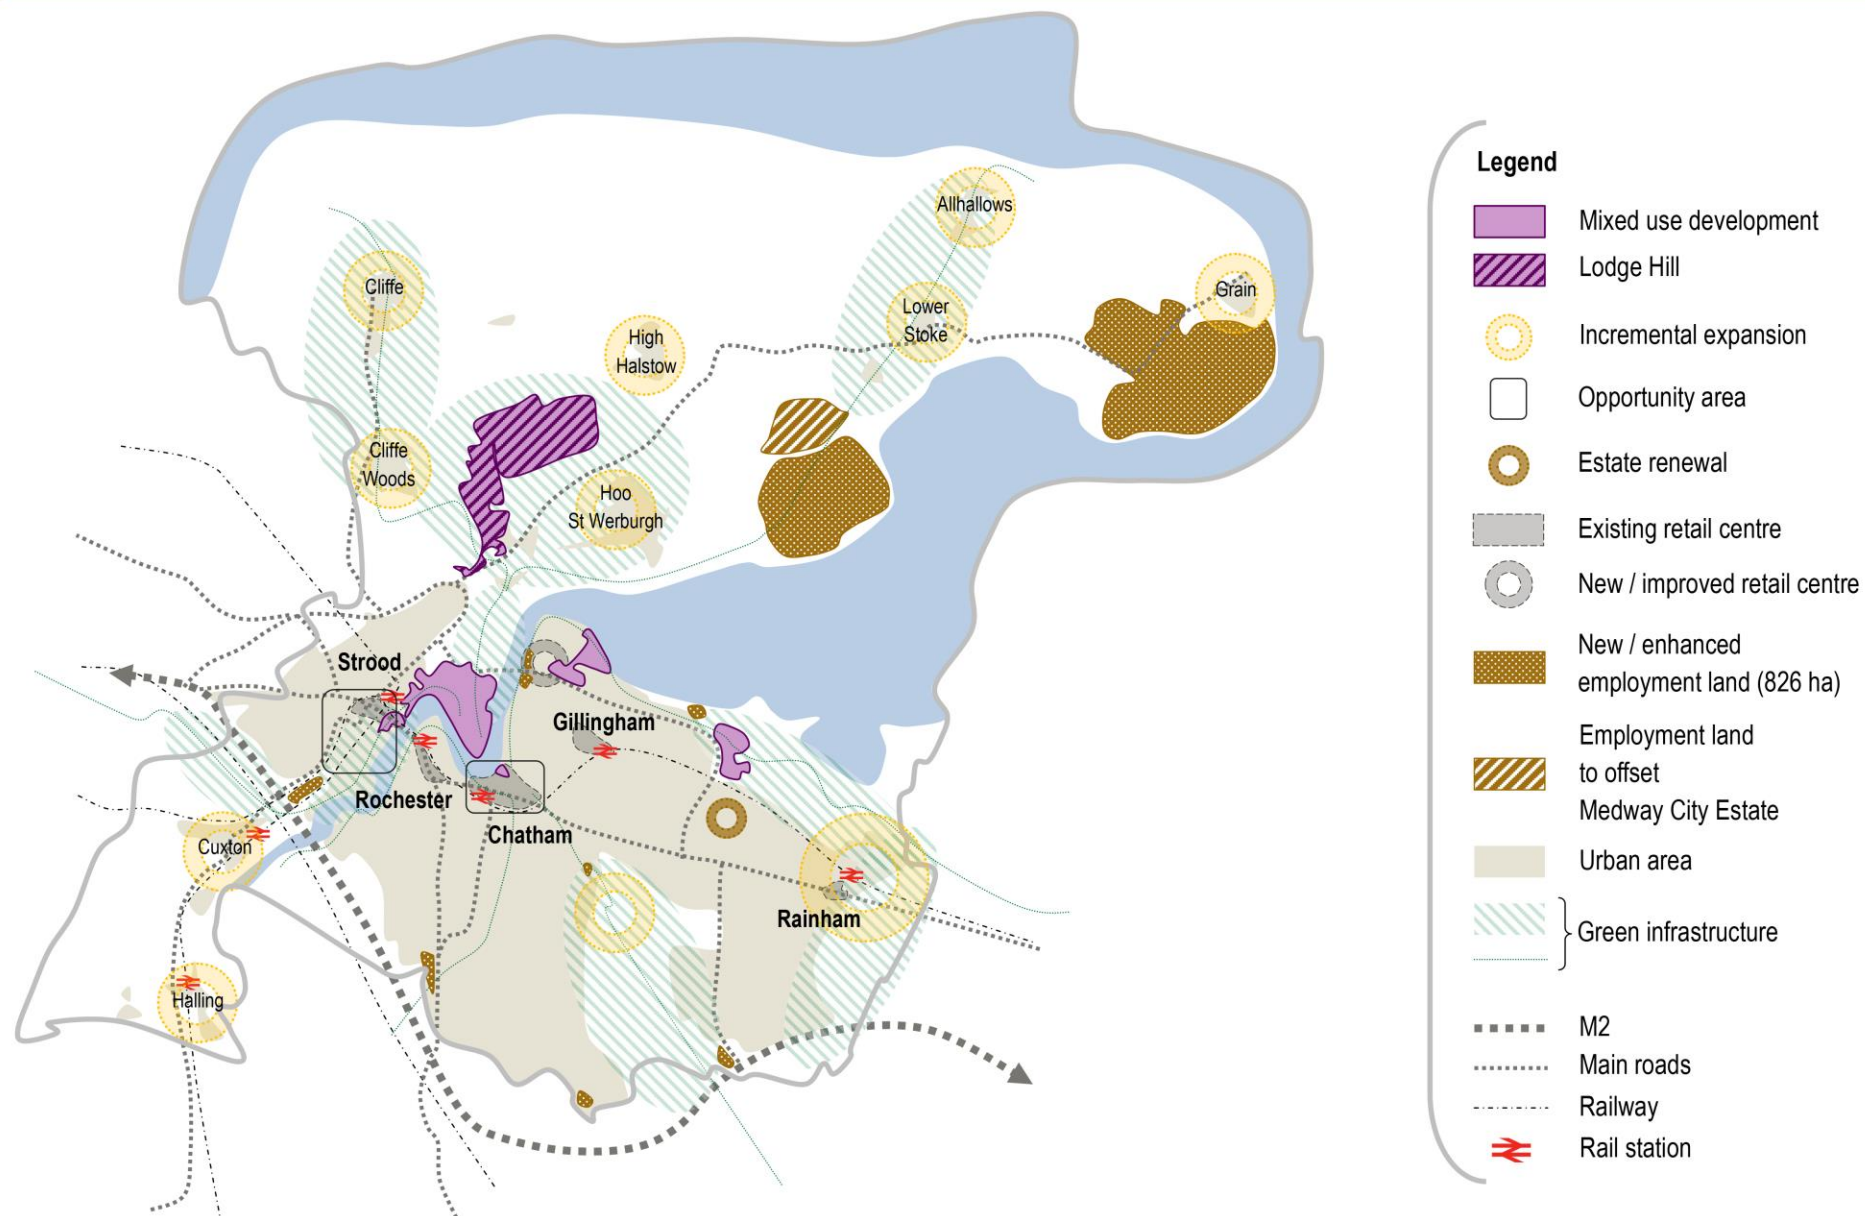 Allhallows
Cliffe
Grain
Lower
Stoke
High
Halstow
Cliffe
Woods
Hoo
St Werburgh
Strood
Gillingham
Rochester
Chatham
Cuxton
Rainham
Halling
Legend
Mixed use development
Lodge Hill
Incremental expansion
Opportunity area
Estate renewal
Existing retail centre
New / improved retail centre
New / enhanced
employment land (826 ha)
Employment land
to offset
Medway City Estate
Urban area
Green infrastructure
M2
Main roads
Railway
Rail station